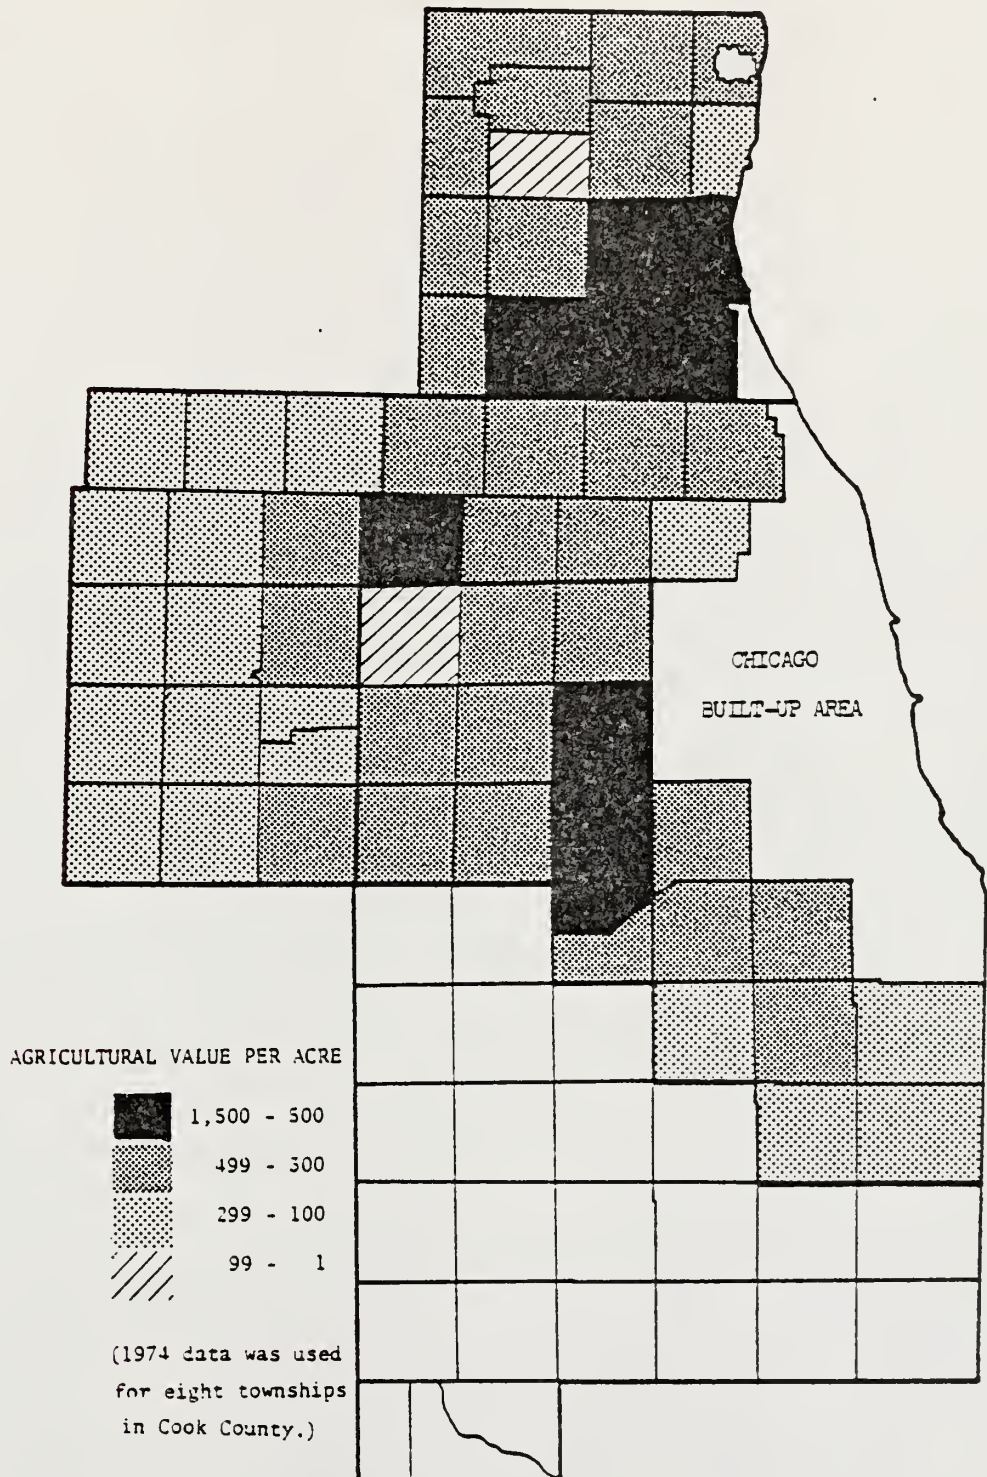 CHICAGO
BUILT-UP AREA
AGRICULTURAL VALUE PER ACRE
1,500 - 500
499 - 300
299 - 100
99 - 1
(1974 data was used
for eight townships
in Cook County.)